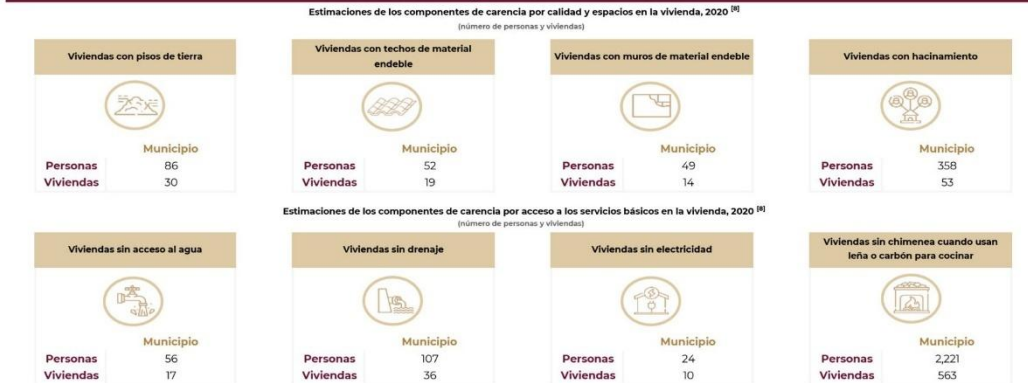 Estimaciones de los componentes de carencia por calidad y espacios en la vivienda, 2020 [8]
(número de personas y viviendas)
Viviendas con pisos de tierra
Municipio
Personas 86
Viviendas 30
Viviendas con techos de material
endeble
Municipio
Personas 52
Viviendas 19
Viviendas con muros de material endeble
Municipio
Personas 49
Viviendas 14
Viviendas con hacinamiento
Municipio
Personas 358
Viviendas 53
Estimaciones de los componentes de carencia por acceso a los servicios básicos en la vivienda, 2020 [8]
(número de personas y viviendas)
Viviendas sin acceso al agua
Municipio
Personas 56
Viviendas 17
Viviendas sin drenaje
Municipio
Personas 107
Viviendas 36
Viviendas sin electricidad
Municipio
Personas 24
Viviendas 10
Viviendas sin chimenea cuando usan
leña o carbón para cocinar
Municipio
Personas 2,221
Viviendas 563